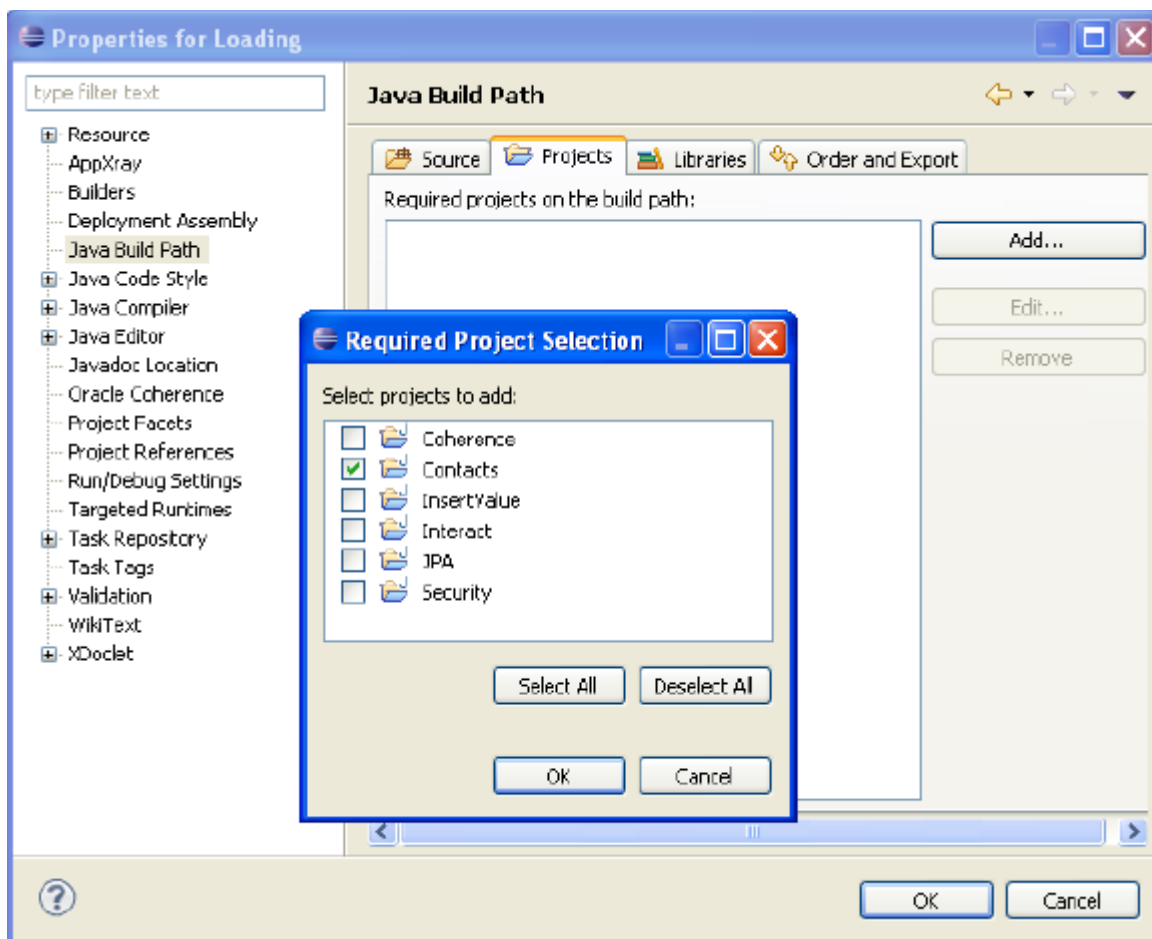 Properties for Loading
type filter text
Resource
AppXray
Builders
Deployment Assembly
Java Build Path
Java Code Style
Java Compiler
Java Editor
Javadoc Location
Oracle Coherence
Project Facets
Project References
Run/Debug Settings
Targeted Runtimes
Task Repository
Task Tags
Validation
WikiText
XDoclet
Java Build Path
Source Projects Libraries Order and Export
Required projects on the build path:
Add...
Edit...
Remove
Required Project Selection
Select projects to add:
Coherence
Contacts
InsertValue
Interact
JPA
Security
Select All Deselect All
OK Cancel
OK Cancel